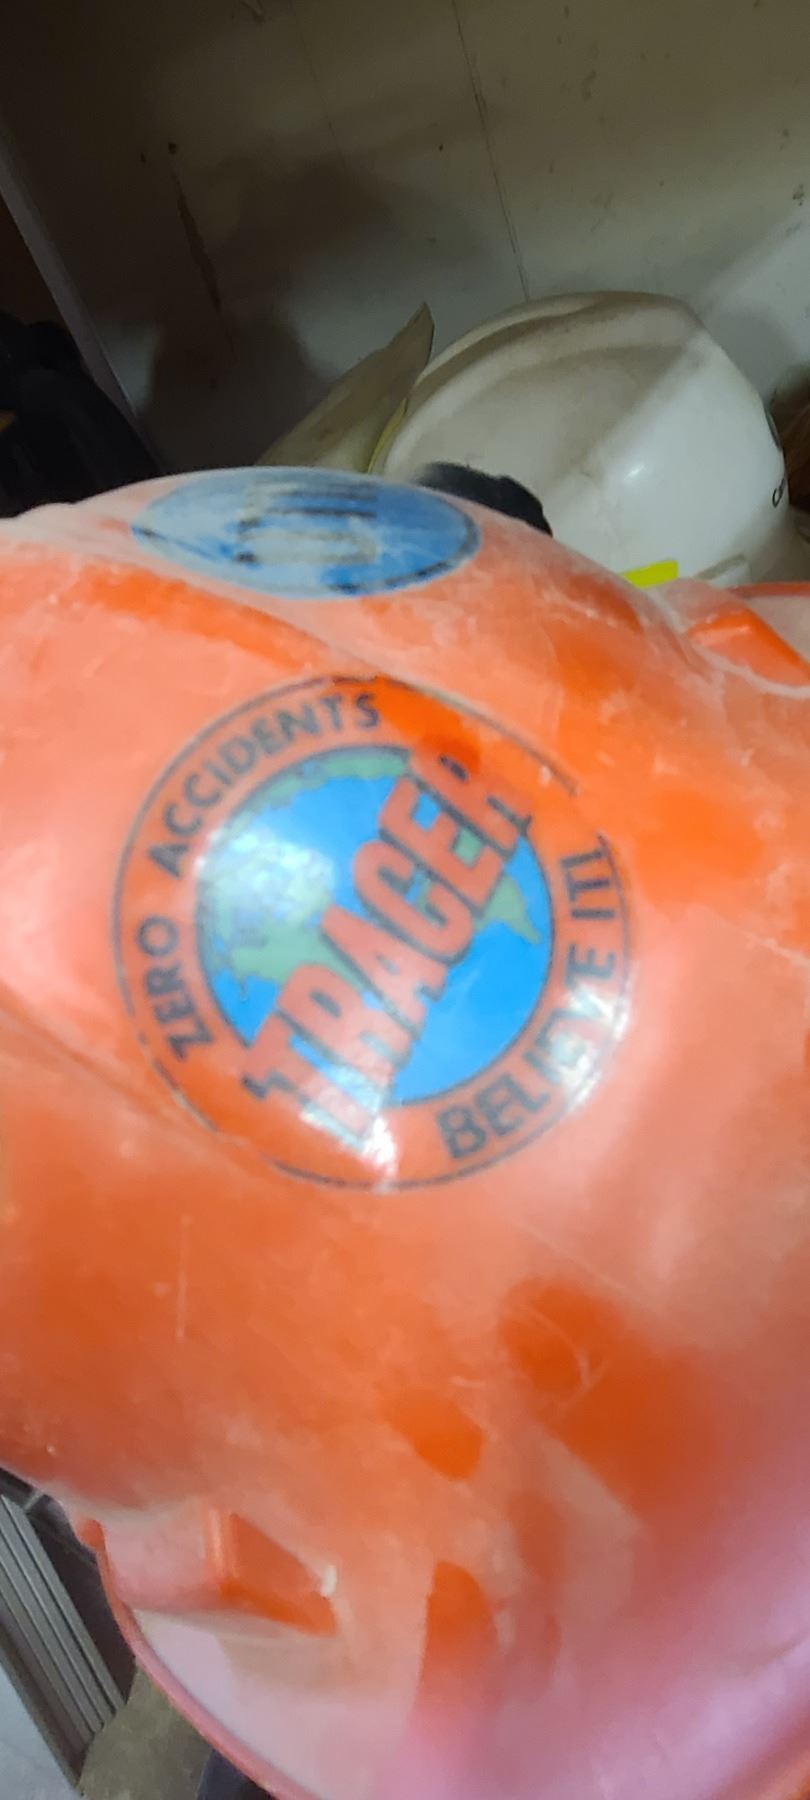 ZERO ACCIDENTS
TRACER
BELIEVE IT!